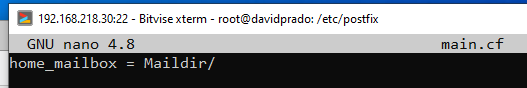 192.168.218.30:22 - Bitvise xterm - root@davidprado: /etc/postfix
GNU nano 4.8 main.cf
home_mailbox = Maildir/